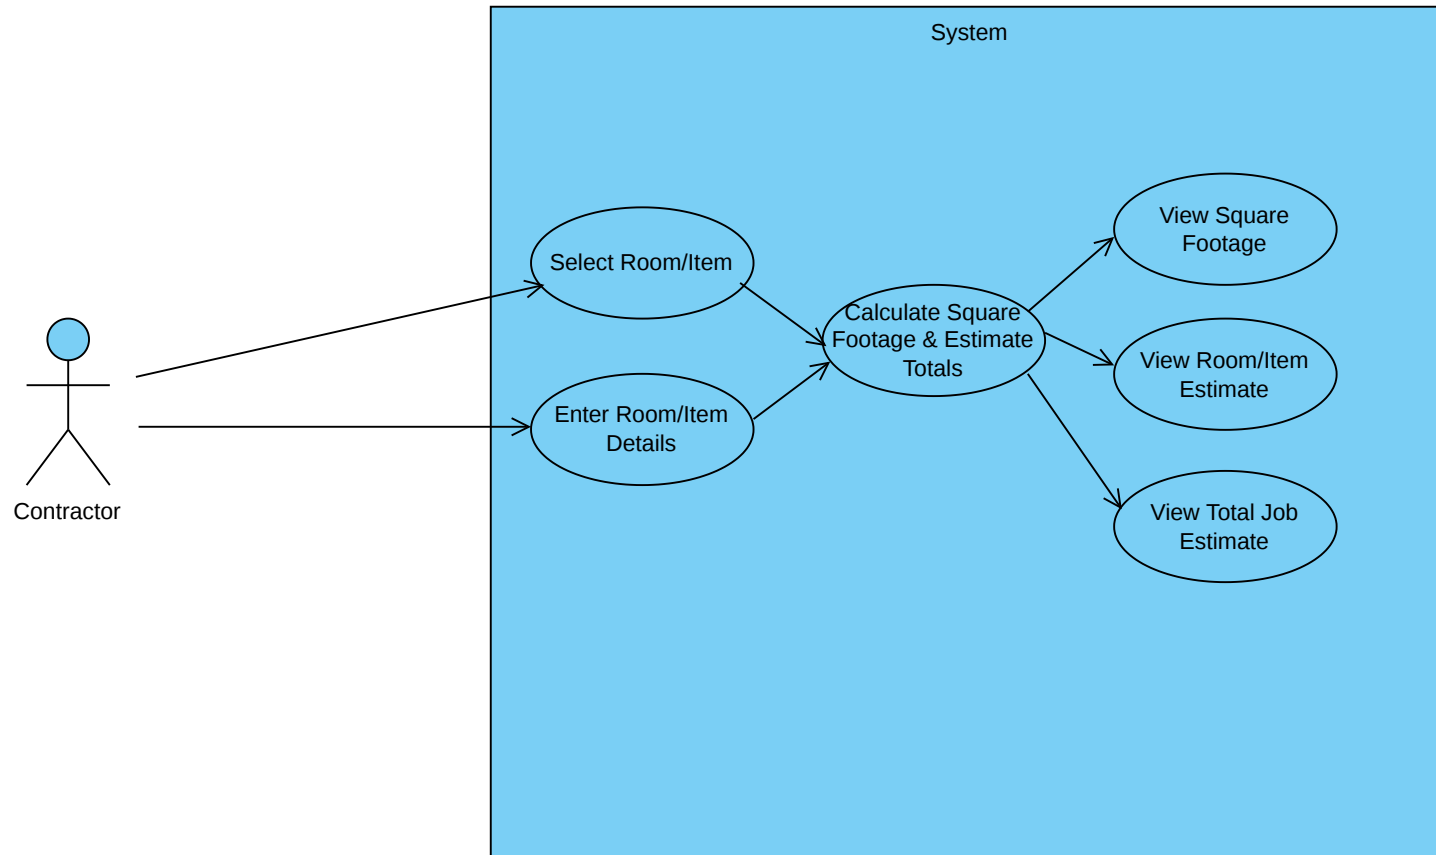 System
Select Room/Item
Enter Room/Item
Details
Calculate Square
Footage & Estimate
Totals
View Square
Footage
View Room/Item
Estimate
View Total Job
Estimate
Contractor